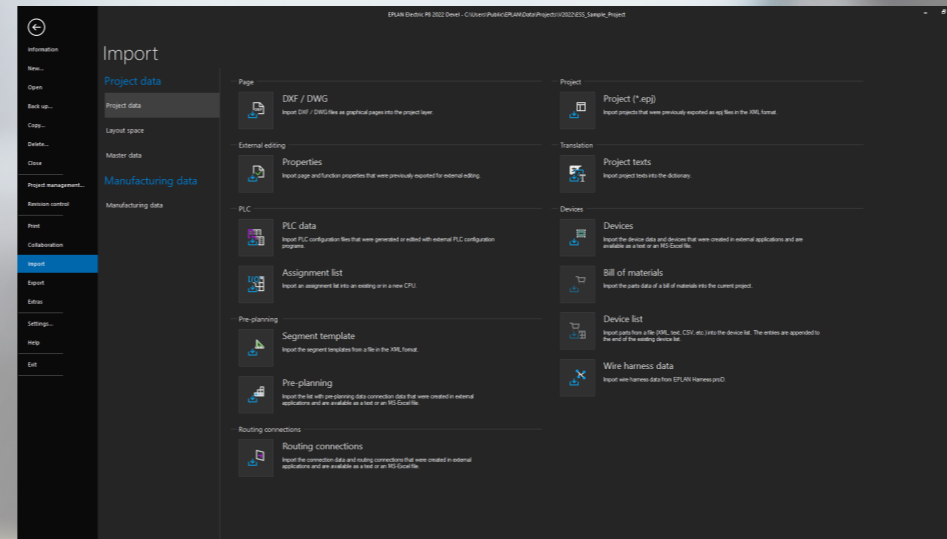 EPLAN Electric P8 2022 Devel - C:\Users\Public\EPLAN\Data\Projects\V2022\ESS_Sample_Project
Information
New...
Open
Back up...
Copy...
Delete...
Close
Project management...
Revision control
Print
Collaboration
Import
Export
Extras
Settings...
Help
Exit
Import
Project data
Project data
Layout space
Master data
Manufacturing data
Manufacturing data
Page
DXF / DWG
Import DXF / DWG files as graphical pages into the project layer.
External editing
Properties
Import page and function properties that were previously exported for external editing.
PLC
PLC data
Import PLC configuration files that were generated or edited with external PLC configuration
programs.
Assignment list
Import an assignment list into an existing or in a new CPU.
Pre-planning
Segment template
Import the segment templates from a file in the XML format.
Pre-planning
Import the list with pre-planning data connection data that were created in external
applications and are available as a text or an MS-Excel file.
Routing connections
Routing connections
Import the connection data and routing connections that were created in external
applications and are available as a text or an MS-Excel file.
Project
Project (*.epj)
Import projects that were previously exported as epj files in the XML format.
Translation
Project texts
Import project texts into the dictionary.
Devices
Devices
Import the device data and devices that were created in external applications and are
available as a text or an MS-Excel file.
Bill of materials
Import the parts data of a bill of materials into the current project.
Device list
Import parts from a file (XML, text, CSV, etc.) into the device list. The entries are appended to
the end of the existing device list.
Wire harness data
Import wire harness data from EPLAN Harness proD.